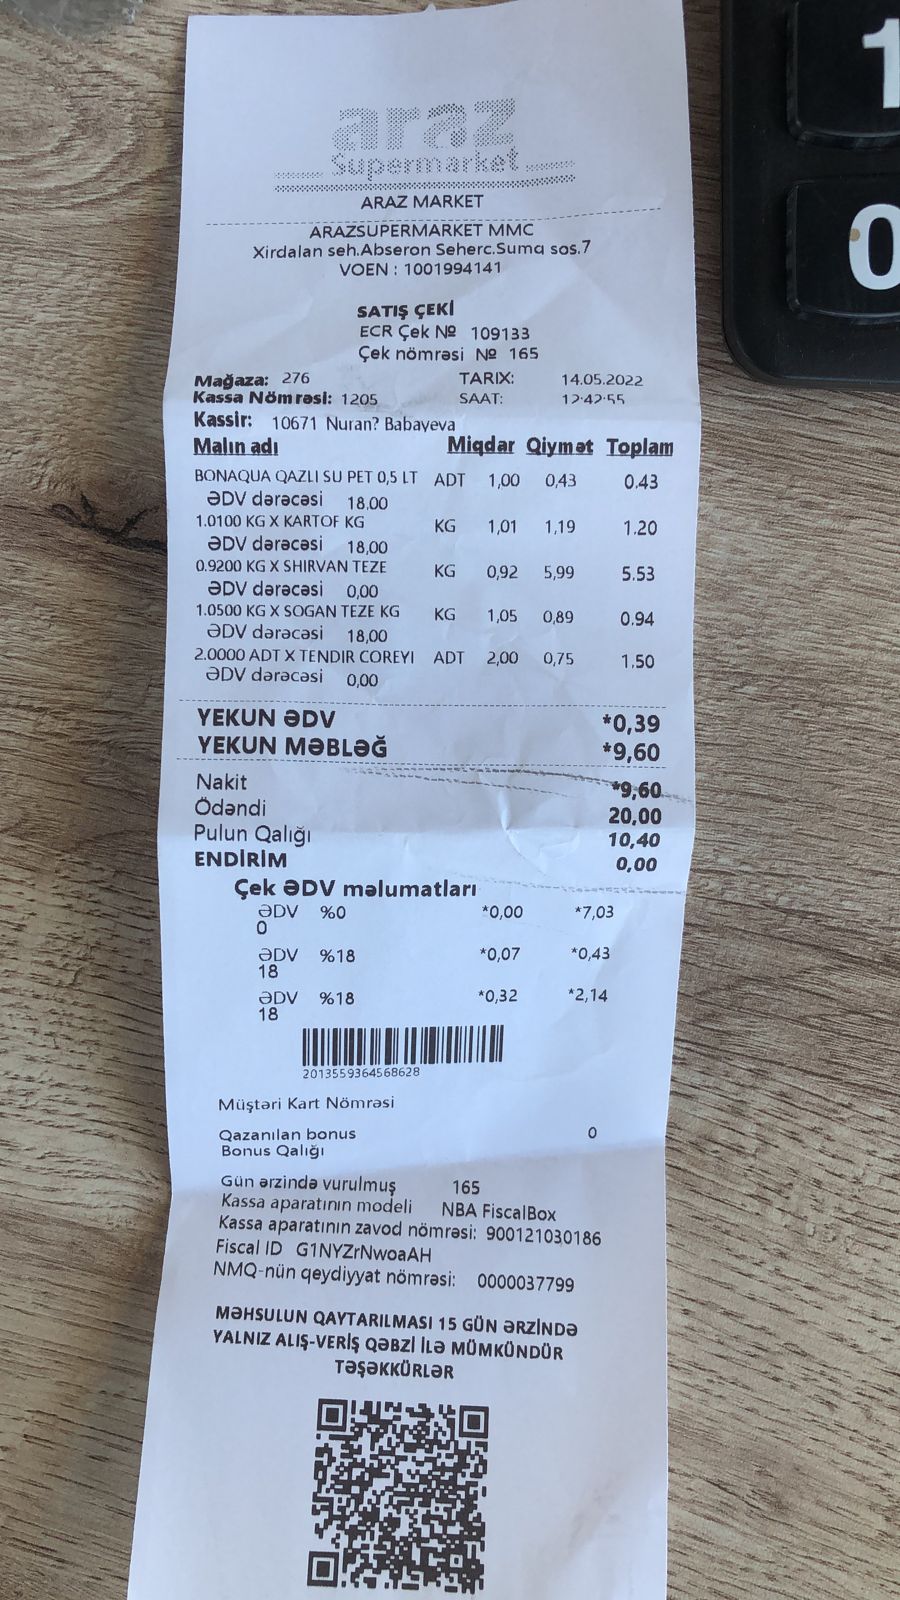 araz
Supermarket
ARAZ MARKET
ARAZSUPERMARKET MMC
Xirdalan seh.Abseron Seherc.Sumq sos.7
VOEN : 1001994141
SATIŞ ÇEKİ
ECR Çek № 109133
Çek nömrəsi № 165
Mağaza: 276 TARIX: 14.05.2022
Kassa Nömrəsi: 1205 SAAT: 12:42:55
Kassir: 10671 Nuran? Babayeva
Malın adı Miqdar Qiymət Toplam
BONAQUA QAZLI SU PET 0,5 LT ADT 1,00 0,43 0.43
ƏDV dərəcəsi 18,00
1.0100 KG X KARTOF KG KG 1,01 1,19 1.20
ƏDV dərəcəsi 18,00
0.9200 KG X SHIRVAN TEZE KG 0,92 5,99 5.53
ƏDV dərəcəsi 0,00
1.0500 KG X SOGAN TEZE KG KG 1,05 0,89 0.94
ƏDV dərəcəsi 18,00
2.0000 ADT X TENDIR COREYI ADT 2,00 0,75 1,50
ƏDV dərəcəsi 0,00
YEKUN ƏDV *0,39
YEKUN MƏBLƏĞ *9,60
Nakit *9,60
Ödəndi 20,00
Pulun Qalığı 10,40
ENDİRİM 0,00
Çek ƏDV məlumatları
ƏDV %0 *0,00 *7,03
0
ƏDV %18 *0,07 *0,43
18
ƏDV %18 *0,32 *2,14
18
2013559364568628
Müştəri Kart Nömrəsi
Qazanılan bonus 0
Bonus Qalığı
Gün ərzində vurulmuş 165
Kassa aparatının modeli NBA FiscalBox
Kassa aparatının zavod nömrəsi: 900121030186
Fiscal ID G1NYZrNwoaAH
NMQ-nün qeydiyyat nömrəsi: 0000037799
MƏHSULUN QAYTARILMASI 15 GÜN ƏRZİNDƏ
YALNIZ ALIŞ-VERİŞ QƏBZİ İLƏ MÜMKÜNDÜR
TƏŞƏKKÜRLƏR
1
0